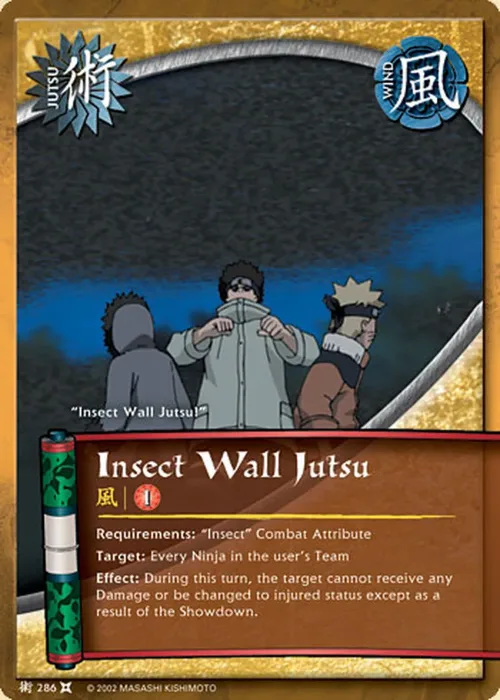 JUTSU 術
WIND 風
"Insect Wall Jutsu!"
Insect Wall Jutsu
風 | 1
Requirements: "Insect" Combat Attribute
Target: Every Ninja in the user's Team
Effect: During this turn, the target cannot receive any
Damage or be changed to injured status except as a
result of the Showdown.
術 286 © 2002 MASASHI KISHIMOTO